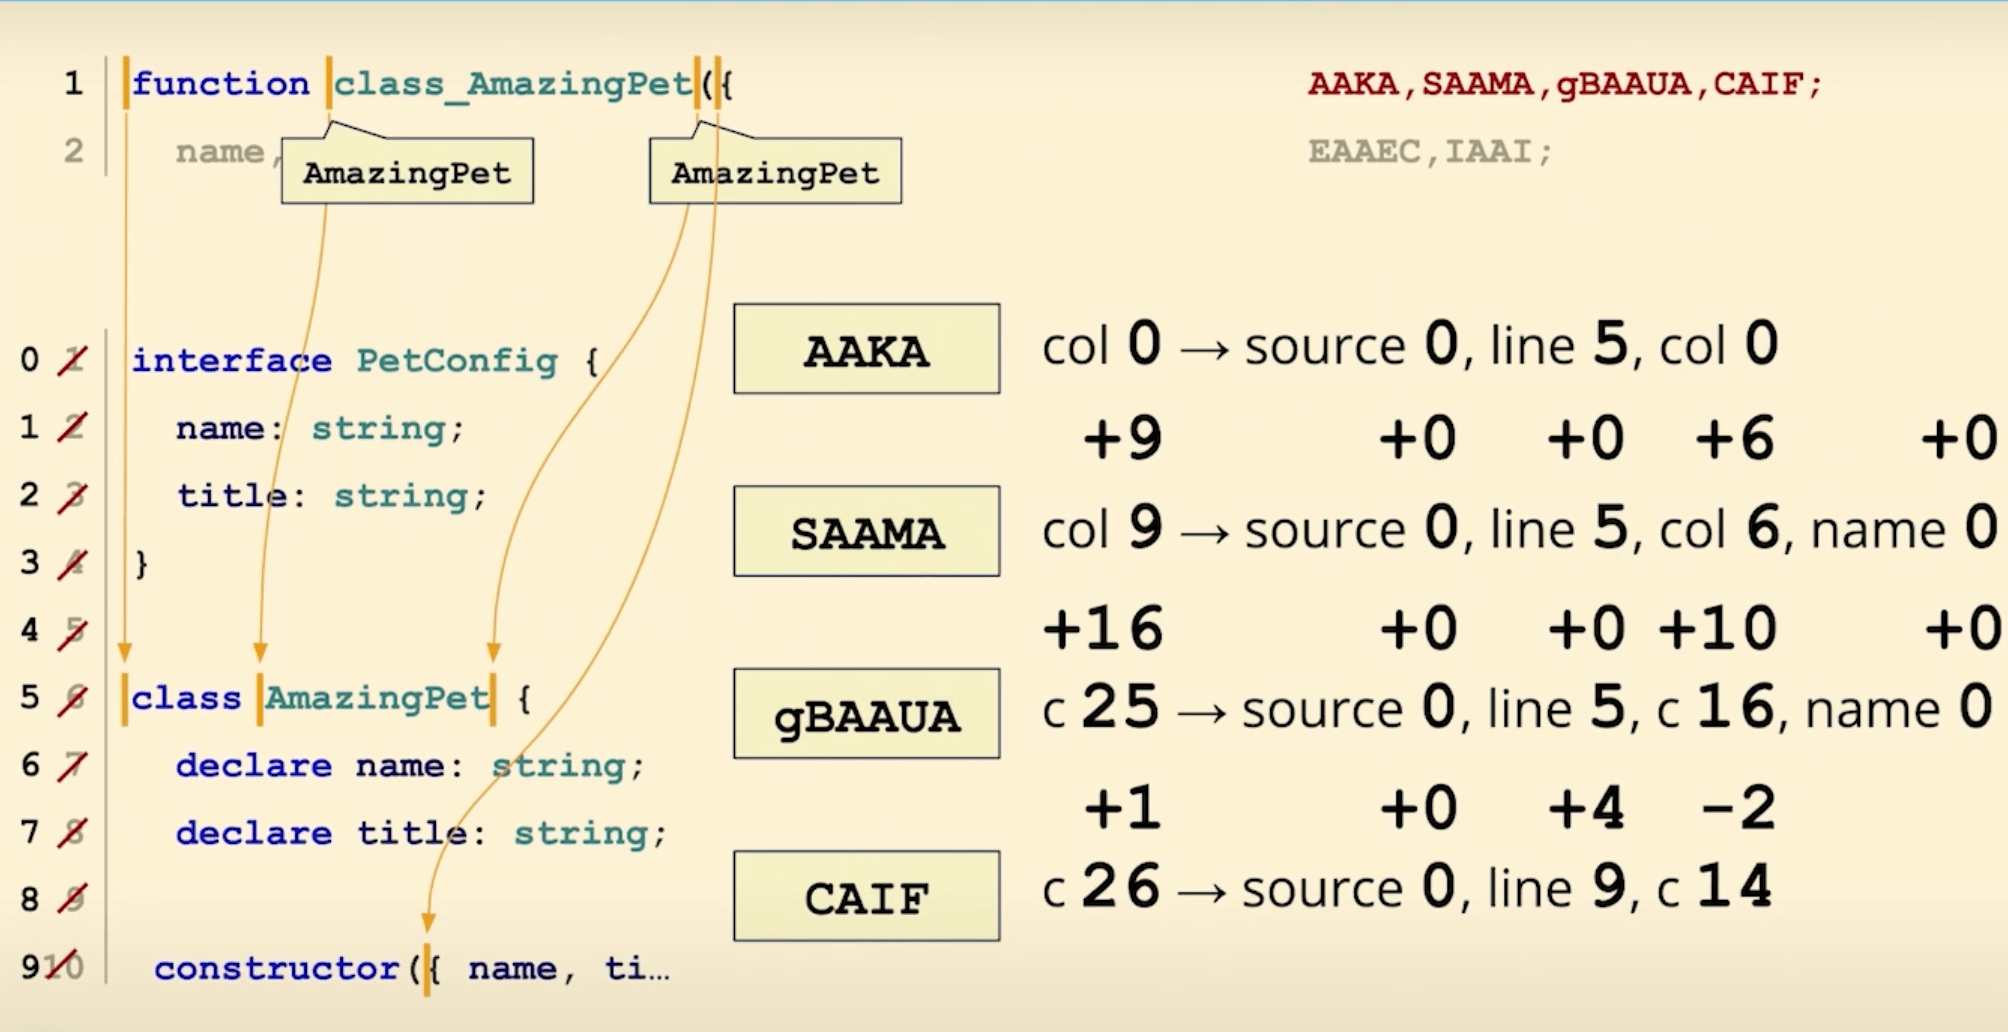 1 function class_AmazingPet({
AAKA,SAAMA,gBAAUA,CAIF;
2 name,
EAAEC,IAAI;
AmazingPet
AmazingPet
0 1 interface PetConfig {
1 2 name: string;
2 3 title: string;
3 4 }
4 5
5 6 class AmazingPet {
6 7 declare name: string;
7 8 declare title: string;
8 9
9 10 constructor({ name, ti…
AAKA col 0 → source 0, line 5, col 0
+9 +0 +0 +6 +0
SAAMA col 9 → source 0, line 5, col 6, name 0
+16 +0 +0 +10 +0
gBAAUA c 25 → source 0, line 5, c 16, name 0
+1 +0 +4 -2
CAIF c 26 → source 0, line 9, c 14